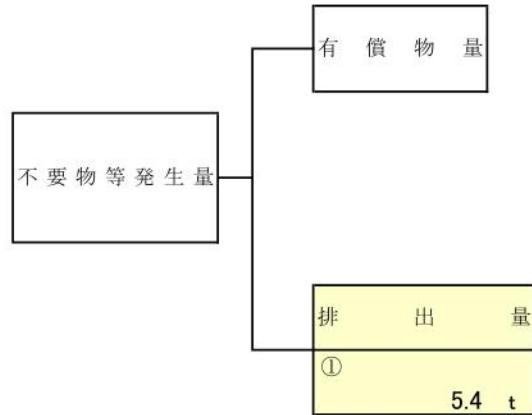 有償物量
不要物等発生量
排出量
①
5.4 t